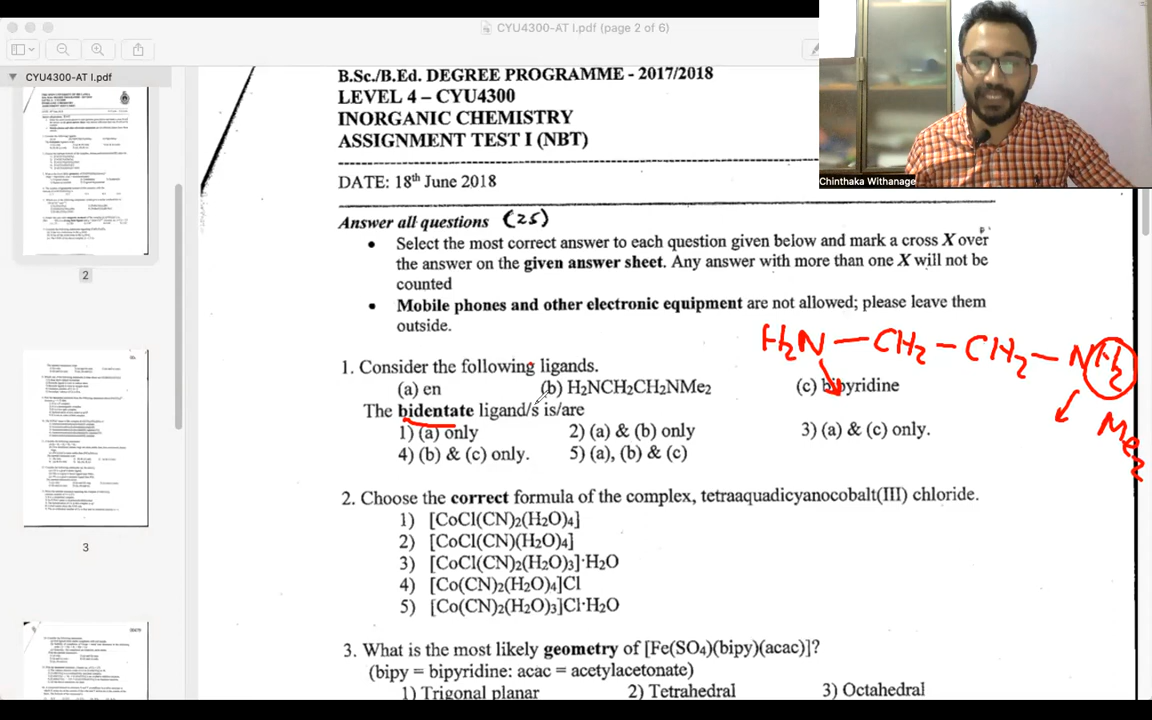 CYU4300-AT I.pdf (page 2 of 6)
CYU4300-AT I.pdf
2
3
Chinthaka Withanage
B.Sc./B.Ed. DEGREE PROGRAMME - 2017/2018
LEVEL 4 – CYU4300
INORGANIC CHEMISTRY
ASSIGNMENT TEST I (NBT)
DATE: 18th June 2018
Answer all questions (25)
• Select the most correct answer to each question given below and mark a cross X over
the answer on the given answer sheet. Any answer with more than one X will not be
counted
• Mobile phones and other electronic equipment are not allowed; please leave them
outside.
H2N — CH2 — CH2 — NH2
Me2
1. Consider the following ligands.
(a) en (b) H2NCH2CH2NMe2 (c) bipyridine
The bidentate ligand/s is/are
1) (a) only 2) (a) & (b) only 3) (a) & (c) only.
4) (b) & (c) only. 5) (a), (b) & (c)
2. Choose the correct formula of the complex, tetraaquadicyanocobalt(III) chloride.
1) [CoCl(CN)2(H2O)4]
2) [CoCl(CN)(H2O)4]
3) [CoCl(CN)2(H2O)3]·H2O
4) [Co(CN)2(H2O)4]Cl
5) [Co(CN)2(H2O)3]Cl·H2O
3. What is the most likely geometry of [Fe(SO4)(bipy)(acac)]?
(bipy = bipyridine: acac = acetylacetonate)
1) Trigonal planar 2) Tetrahedral 3) Octahedral